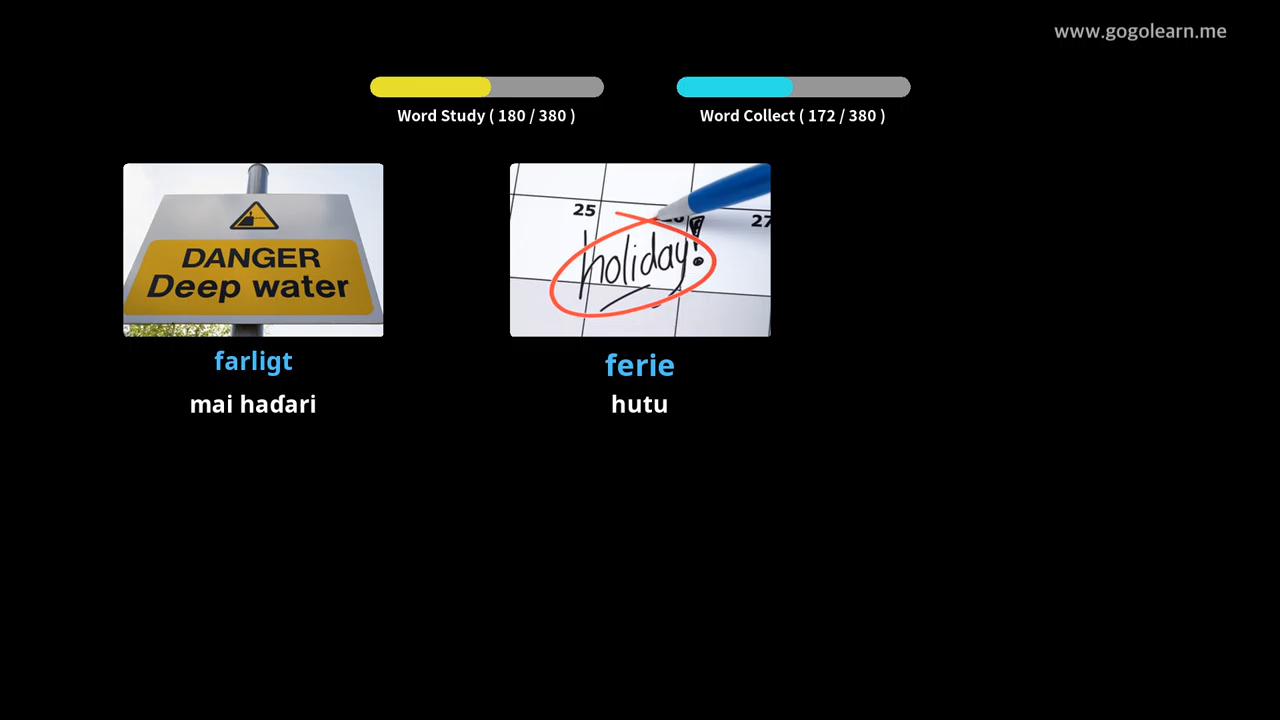 www.gogolearn.me
Word Study ( 180 / 380 )
Word Collect ( 172 / 380 )
DANGER
Deep water
25
27
holiday!
farligt
ferie
mai haɗari
hutu